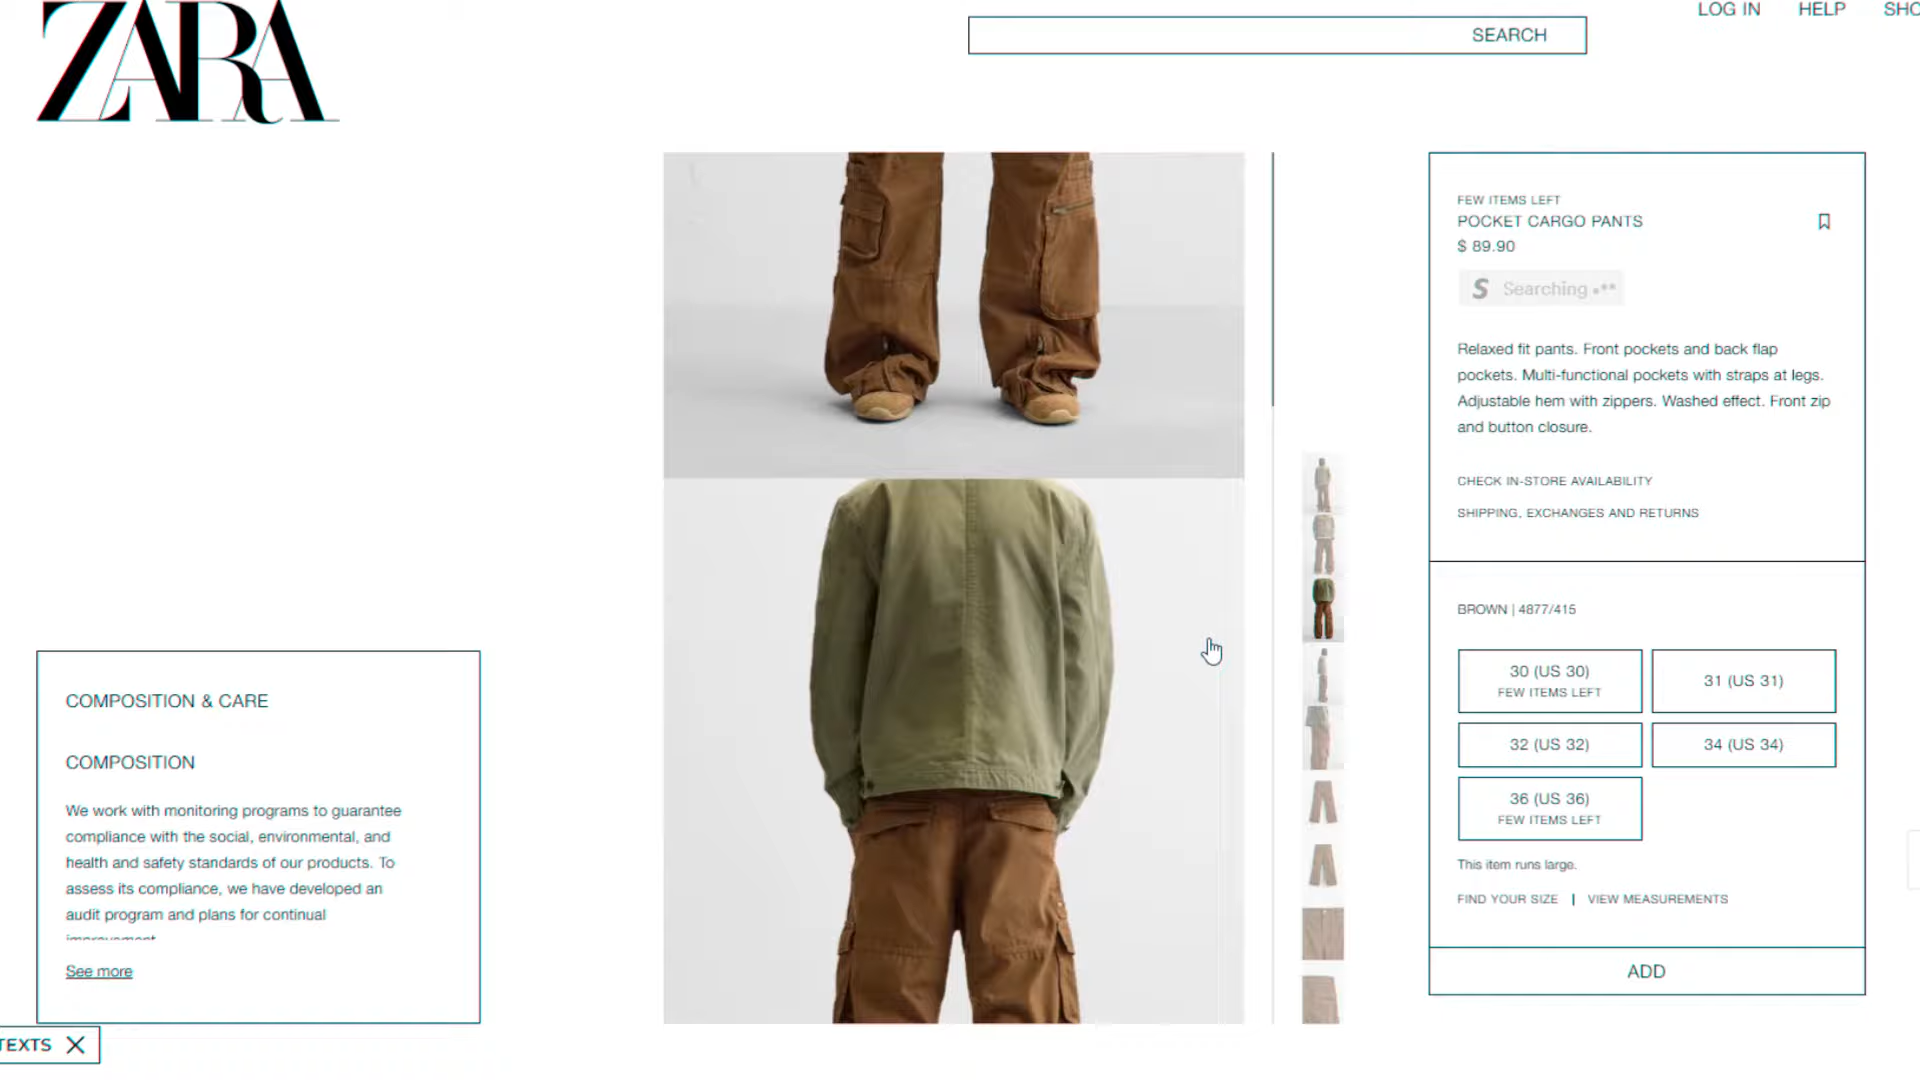 ZARA
SEARCH
LOG IN
HELP
FEW ITEMS LEFT
POCKET CARGO PANTS
$ 89.90
S Searching
Relaxed fit pants. Front pockets and back flap
pockets. Multi-functional pockets with straps at legs.
Adjustable hem with zippers. Washed effect. Front zip
and button closure.
CHECK IN-STORE AVAILABILITY
SHIPPING, EXCHANGES AND RETURNS
BROWN | 4877/415
30 (US 30)
FEW ITEMS LEFT
31 (US 31)
32 (US 32)
34 (US 34)
36 (US 36)
FEW ITEMS LEFT
This item runs large.
FIND YOUR SIZE | VIEW MEASUREMENTS
ADD
COMPOSITION & CARE
COMPOSITION
We work with monitoring programs to guarantee
compliance with the social, environmental, and
health and safety standards of our products. To
assess its compliance, we have developed an
audit program and plans for continual
See more
TEXTS